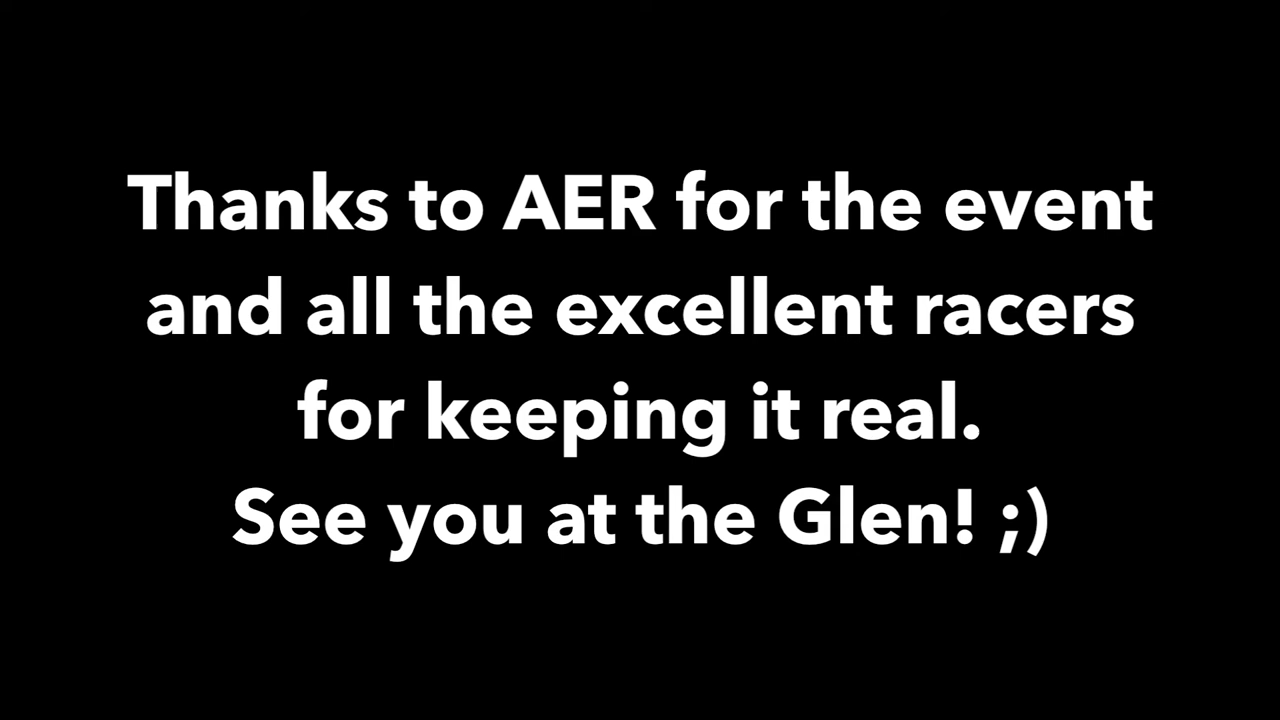 Thanks to AER for the event
and all the excellent racers
for keeping it real.
See you at the Glen! ;)